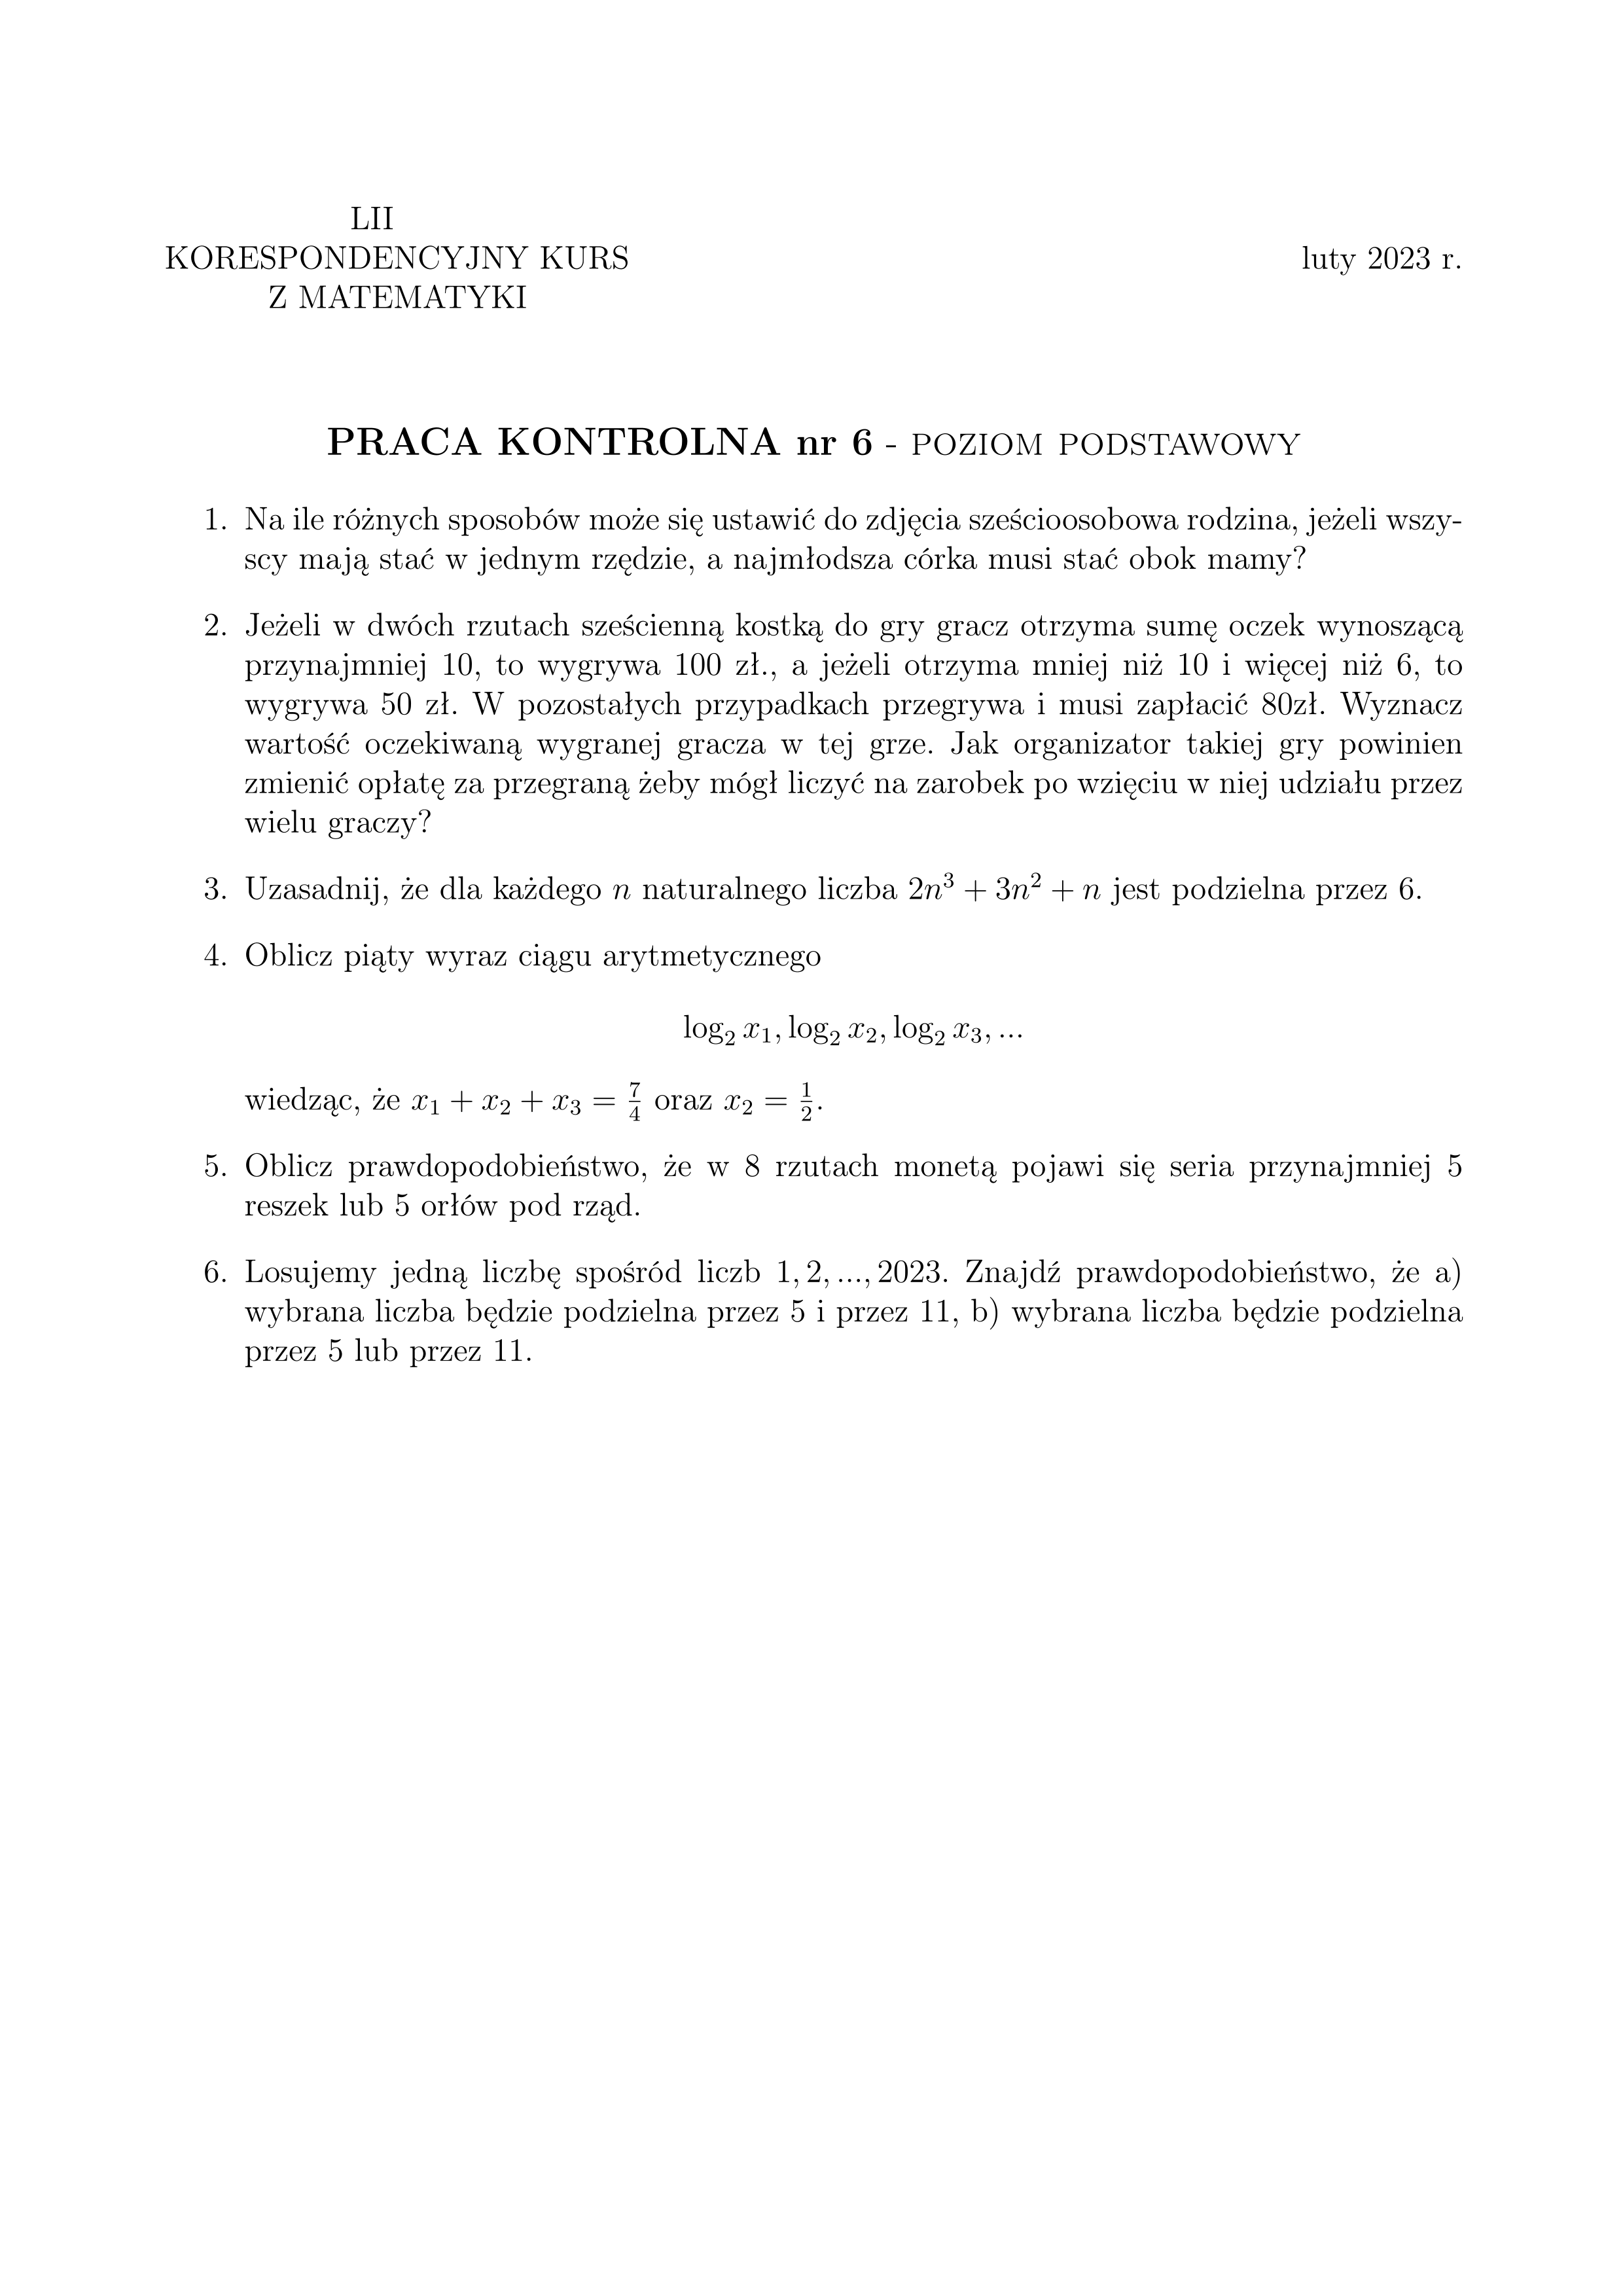 LII
KORESPONDENCYJNY KURS
Z MATEMATYKI
luty 2023 r.
PRACA KONTROLNA nr 6 - POZIOM PODSTAWOWY
1. Na ile różnych sposobów może się ustawić do zdjęcia sześcioosobowa rodzina, jeżeli wszy-
scy mają stać w jednym rzędzie, a najmłodsza córka musi stać obok mamy?
2. Jeżeli w dwóch rzutach sześcienną kostką do gry gracz otrzyma sumę oczek wynoszącą
przynajmniej 10, to wygrywa 100 zł., a jeżeli otrzyma mniej niż 10 i więcej niż 6, to
wygrywa 50 zł. W pozostałych przypadkach przegrywa i musi zapłacić 80zł. Wyznacz
wartość oczekiwaną wygranej gracza w tej grze. Jak organizator takiej gry powinien
zmienić opłatę za przegraną żeby mógł liczyć na zarobek po wzięciu w niej udziału przez
wielu graczy?
3. Uzasadnij, że dla każdego $n$ naturalnego liczba $2n^3 + 3n^2 + n$ jest podzielna przez 6.
4. Oblicz piąty wyraz ciągu arytmetycznego
$\log_2 x_1, \log_2 x_2, \log_2 x_3, ...$
wiedząc, że $x_1 + x_2 + x_3 = \frac{7}{4}$ oraz $x_2 = \frac{1}{2}$.
5. Oblicz prawdopodobieństwo, że w 8 rzutach monetą pojawi się seria przynajmniej 5
reszek lub 5 orłów pod rząd.
6. Losujemy jedną liczbę spośród liczb $1, 2, ..., 2023$. Znajdź prawdopodobieństwo, że a)
wybrana liczba będzie podzielna przez 5 i przez 11, b) wybrana liczba będzie podzielna
przez 5 lub przez 11.